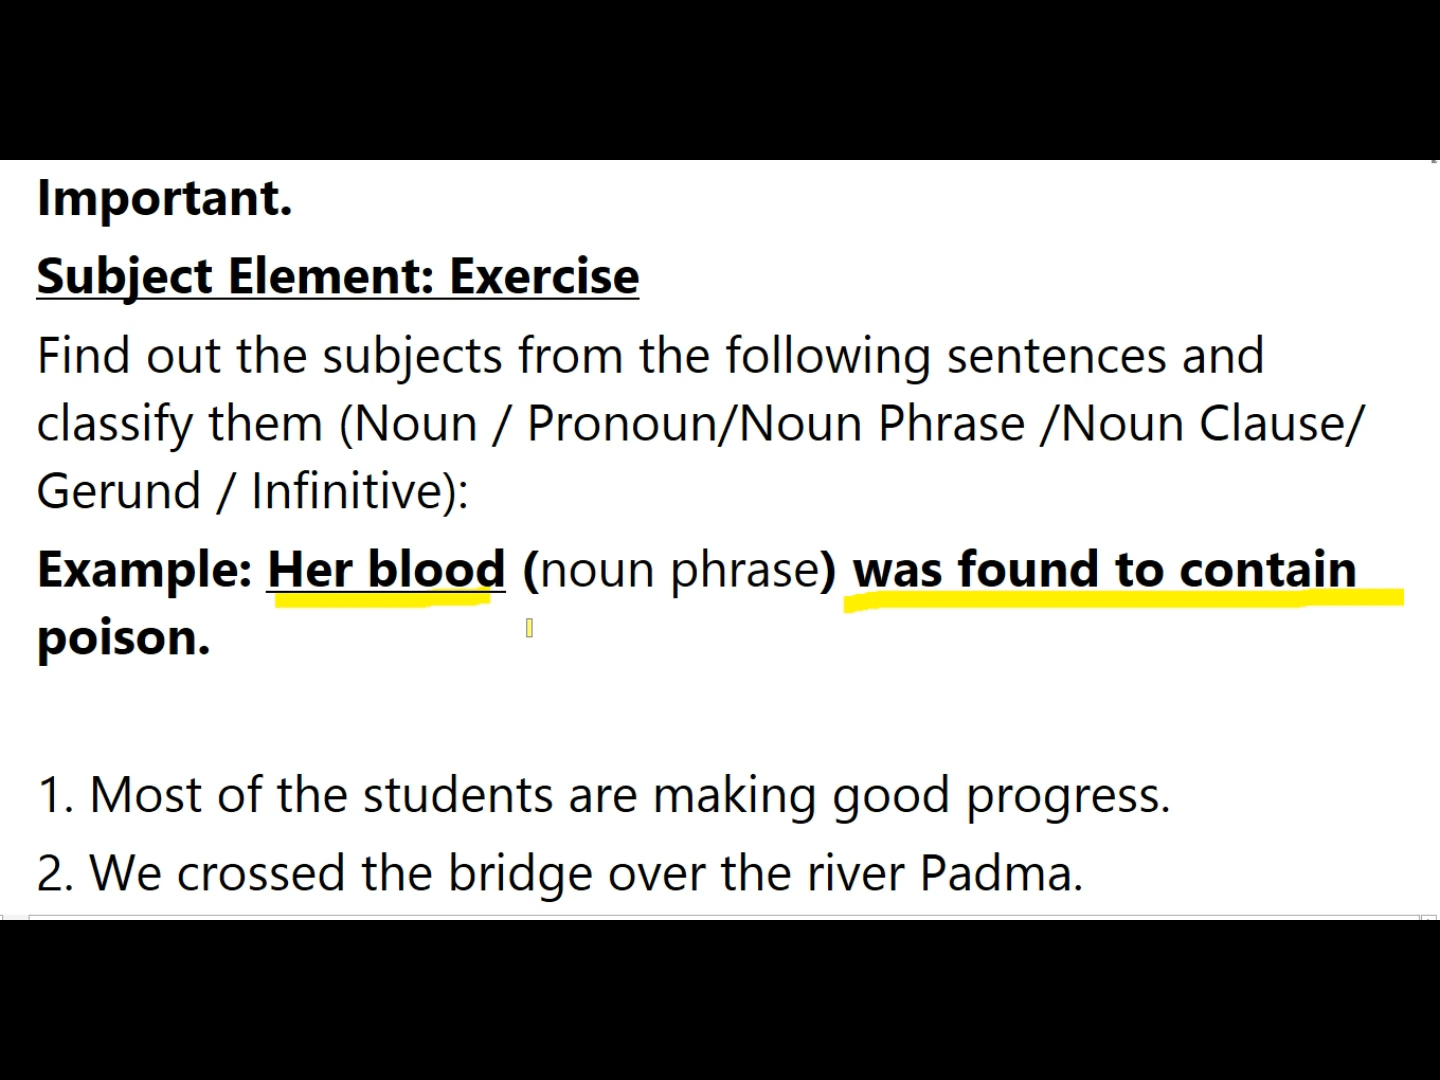 Important.
Subject Element: Exercise
Find out the subjects from the following sentences and
classify them (Noun / Pronoun/Noun Phrase /Noun Clause/
Gerund / Infinitive):
Example: Her blood (noun phrase) was found to contain
poison.
1. Most of the students are making good progress.
2. We crossed the bridge over the river Padma.